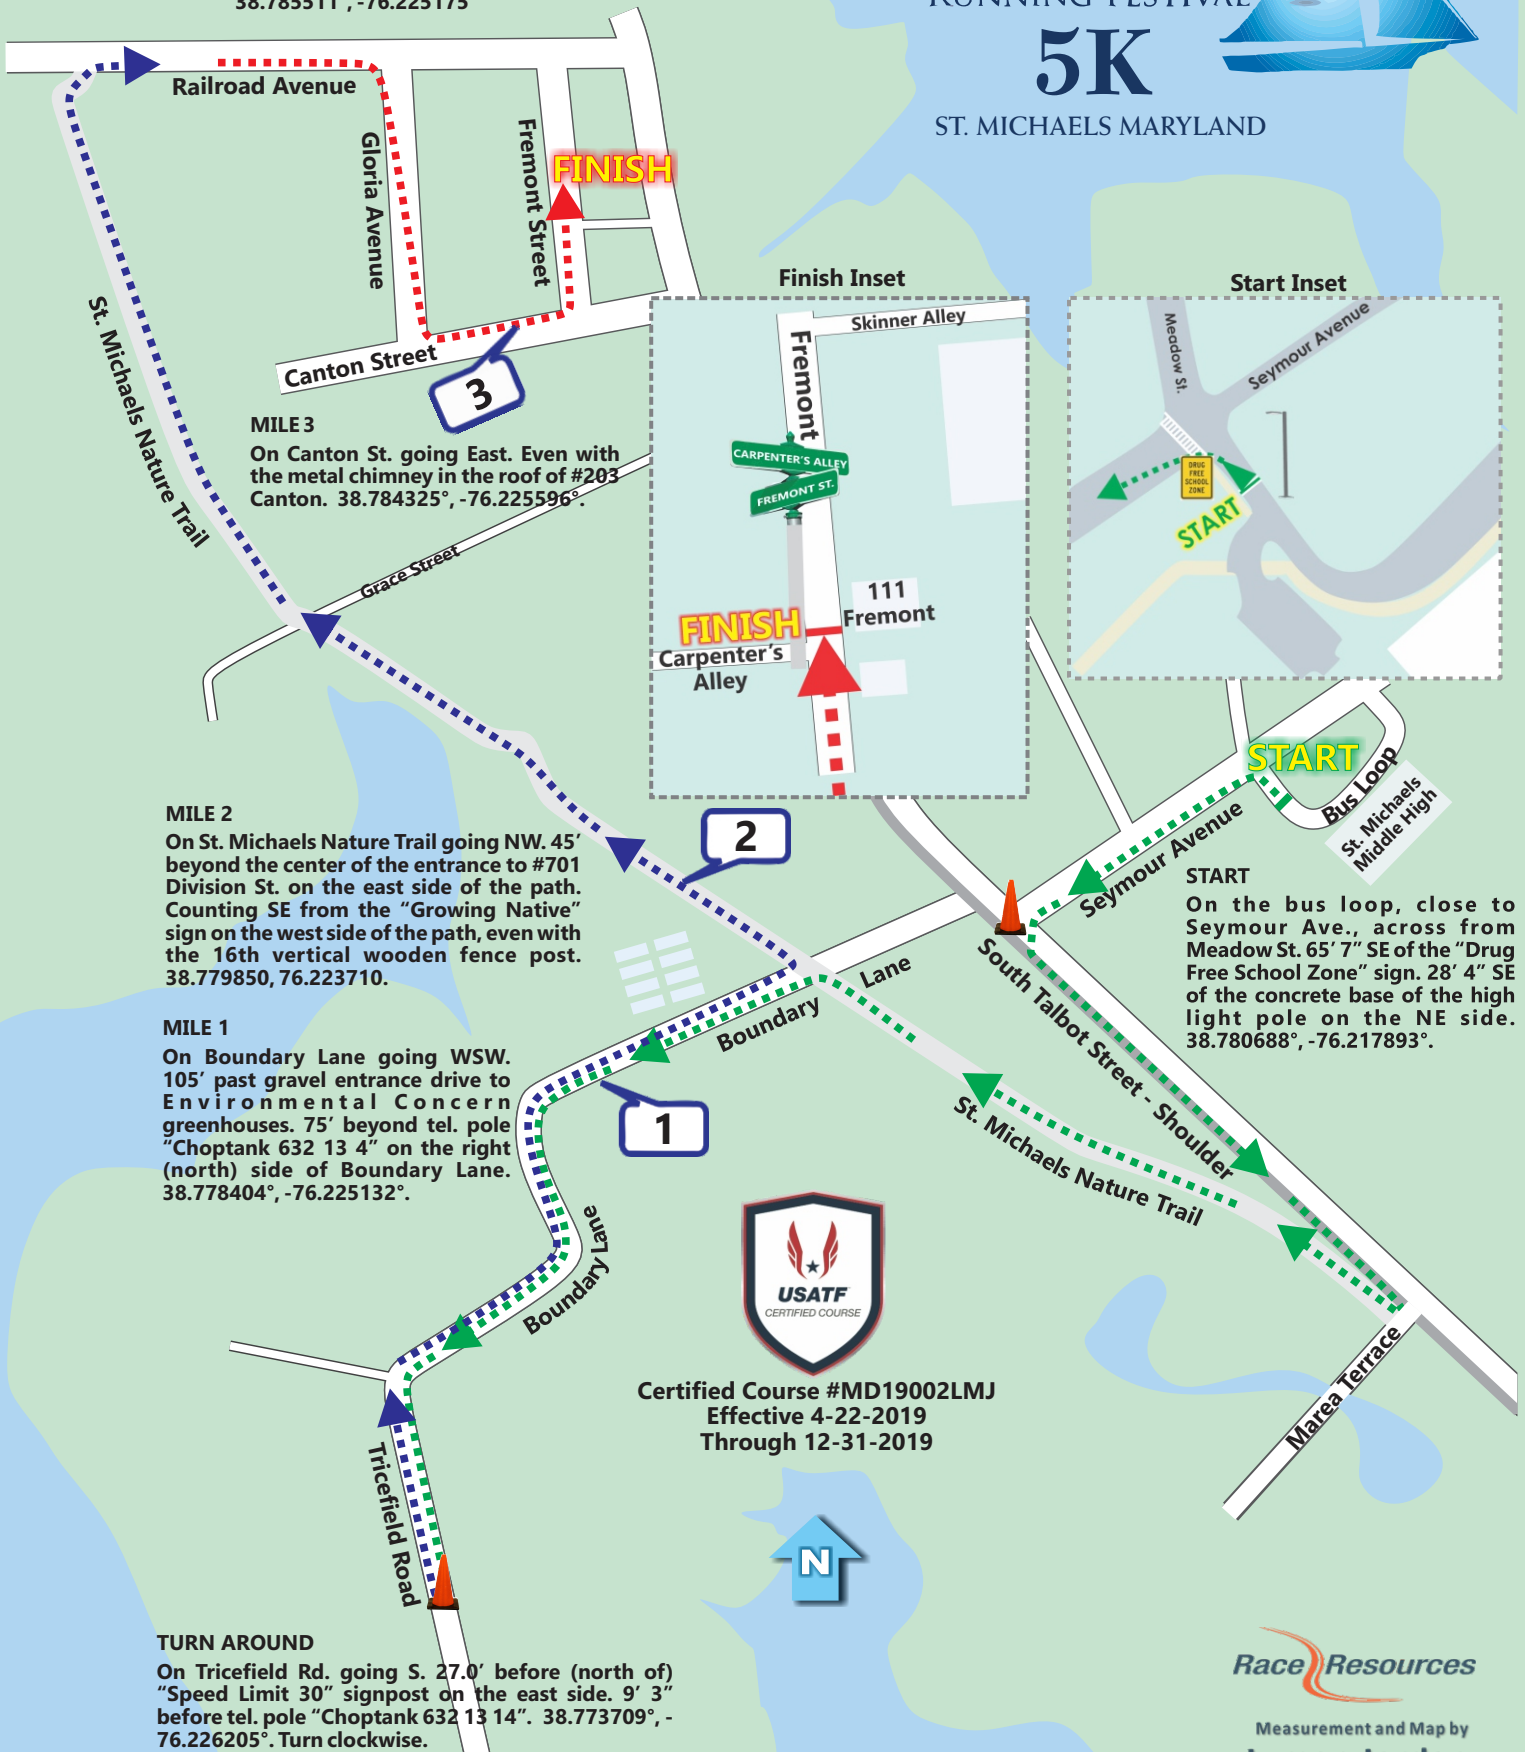 38.785511°, -76.225175°
RUNNING FESTIVAL
5K
ST. MICHAELS MARYLAND
Railroad Avenue
Gloria Avenue
Fremont Street
FINISH
Canton Street
3
St. Michaels Nature Trail
MILE 3
On Canton St. going East. Even with
the metal chimney in the roof of #203
Canton. 38.784325°, -76.225596°.
Grace Street
Finish Inset
Skinner Alley
Fremont
CARPENTER'S ALLEY
FREMONT ST.
111
Fremont
FINISH
Carpenter's
Alley
Start Inset
Meadow St.
Seymour Avenue
DRUG
FREE
SCHOOL
ZONE
START
START
Bus Loop
St. Michaels
Middle High
Seymour Avenue
START
On the bus loop, close to
Seymour Ave., across from
Meadow St. 65' 7" SE of the "Drug
Free School Zone" sign. 28' 4" SE
of the concrete base of the high
light pole on the NE side.
38.780688°, -76.217893°.
MILE 2
On St. Michaels Nature Trail going NW. 45'
beyond the center of the entrance to #701
Division St. on the east side of the path.
Counting SE from the "Growing Native"
sign on the west side of the path, even with
the 16th vertical wooden fence post.
38.779850, 76.223710.
2
Boundary Lane
South Talbot Street - Shoulder
MILE 1
On Boundary Lane going WSW.
105' past gravel entrance drive to
Environmental Concern
greenhouses. 75' beyond tel. pole
"Choptank 632 13 4" on the right
(north) side of Boundary Lane.
38.778404°, -76.225132°.
1
St. Michaels Nature Trail
Boundary Lane
USATF
CERTIFIED COURSE
Certified Course #MD19002LMJ
Effective 4-22-2019
Through 12-31-2019
Marea Terrace
Tricefield Road
N
TURN AROUND
On Tricefield Rd. going S. 27.0' before (north of)
"Speed Limit 30" signpost on the east side. 9' 3"
before tel. pole "Choptank 632 13 14". 38.773709°, -
76.226205°. Turn clockwise.
Race Resources
Measurement and Map by